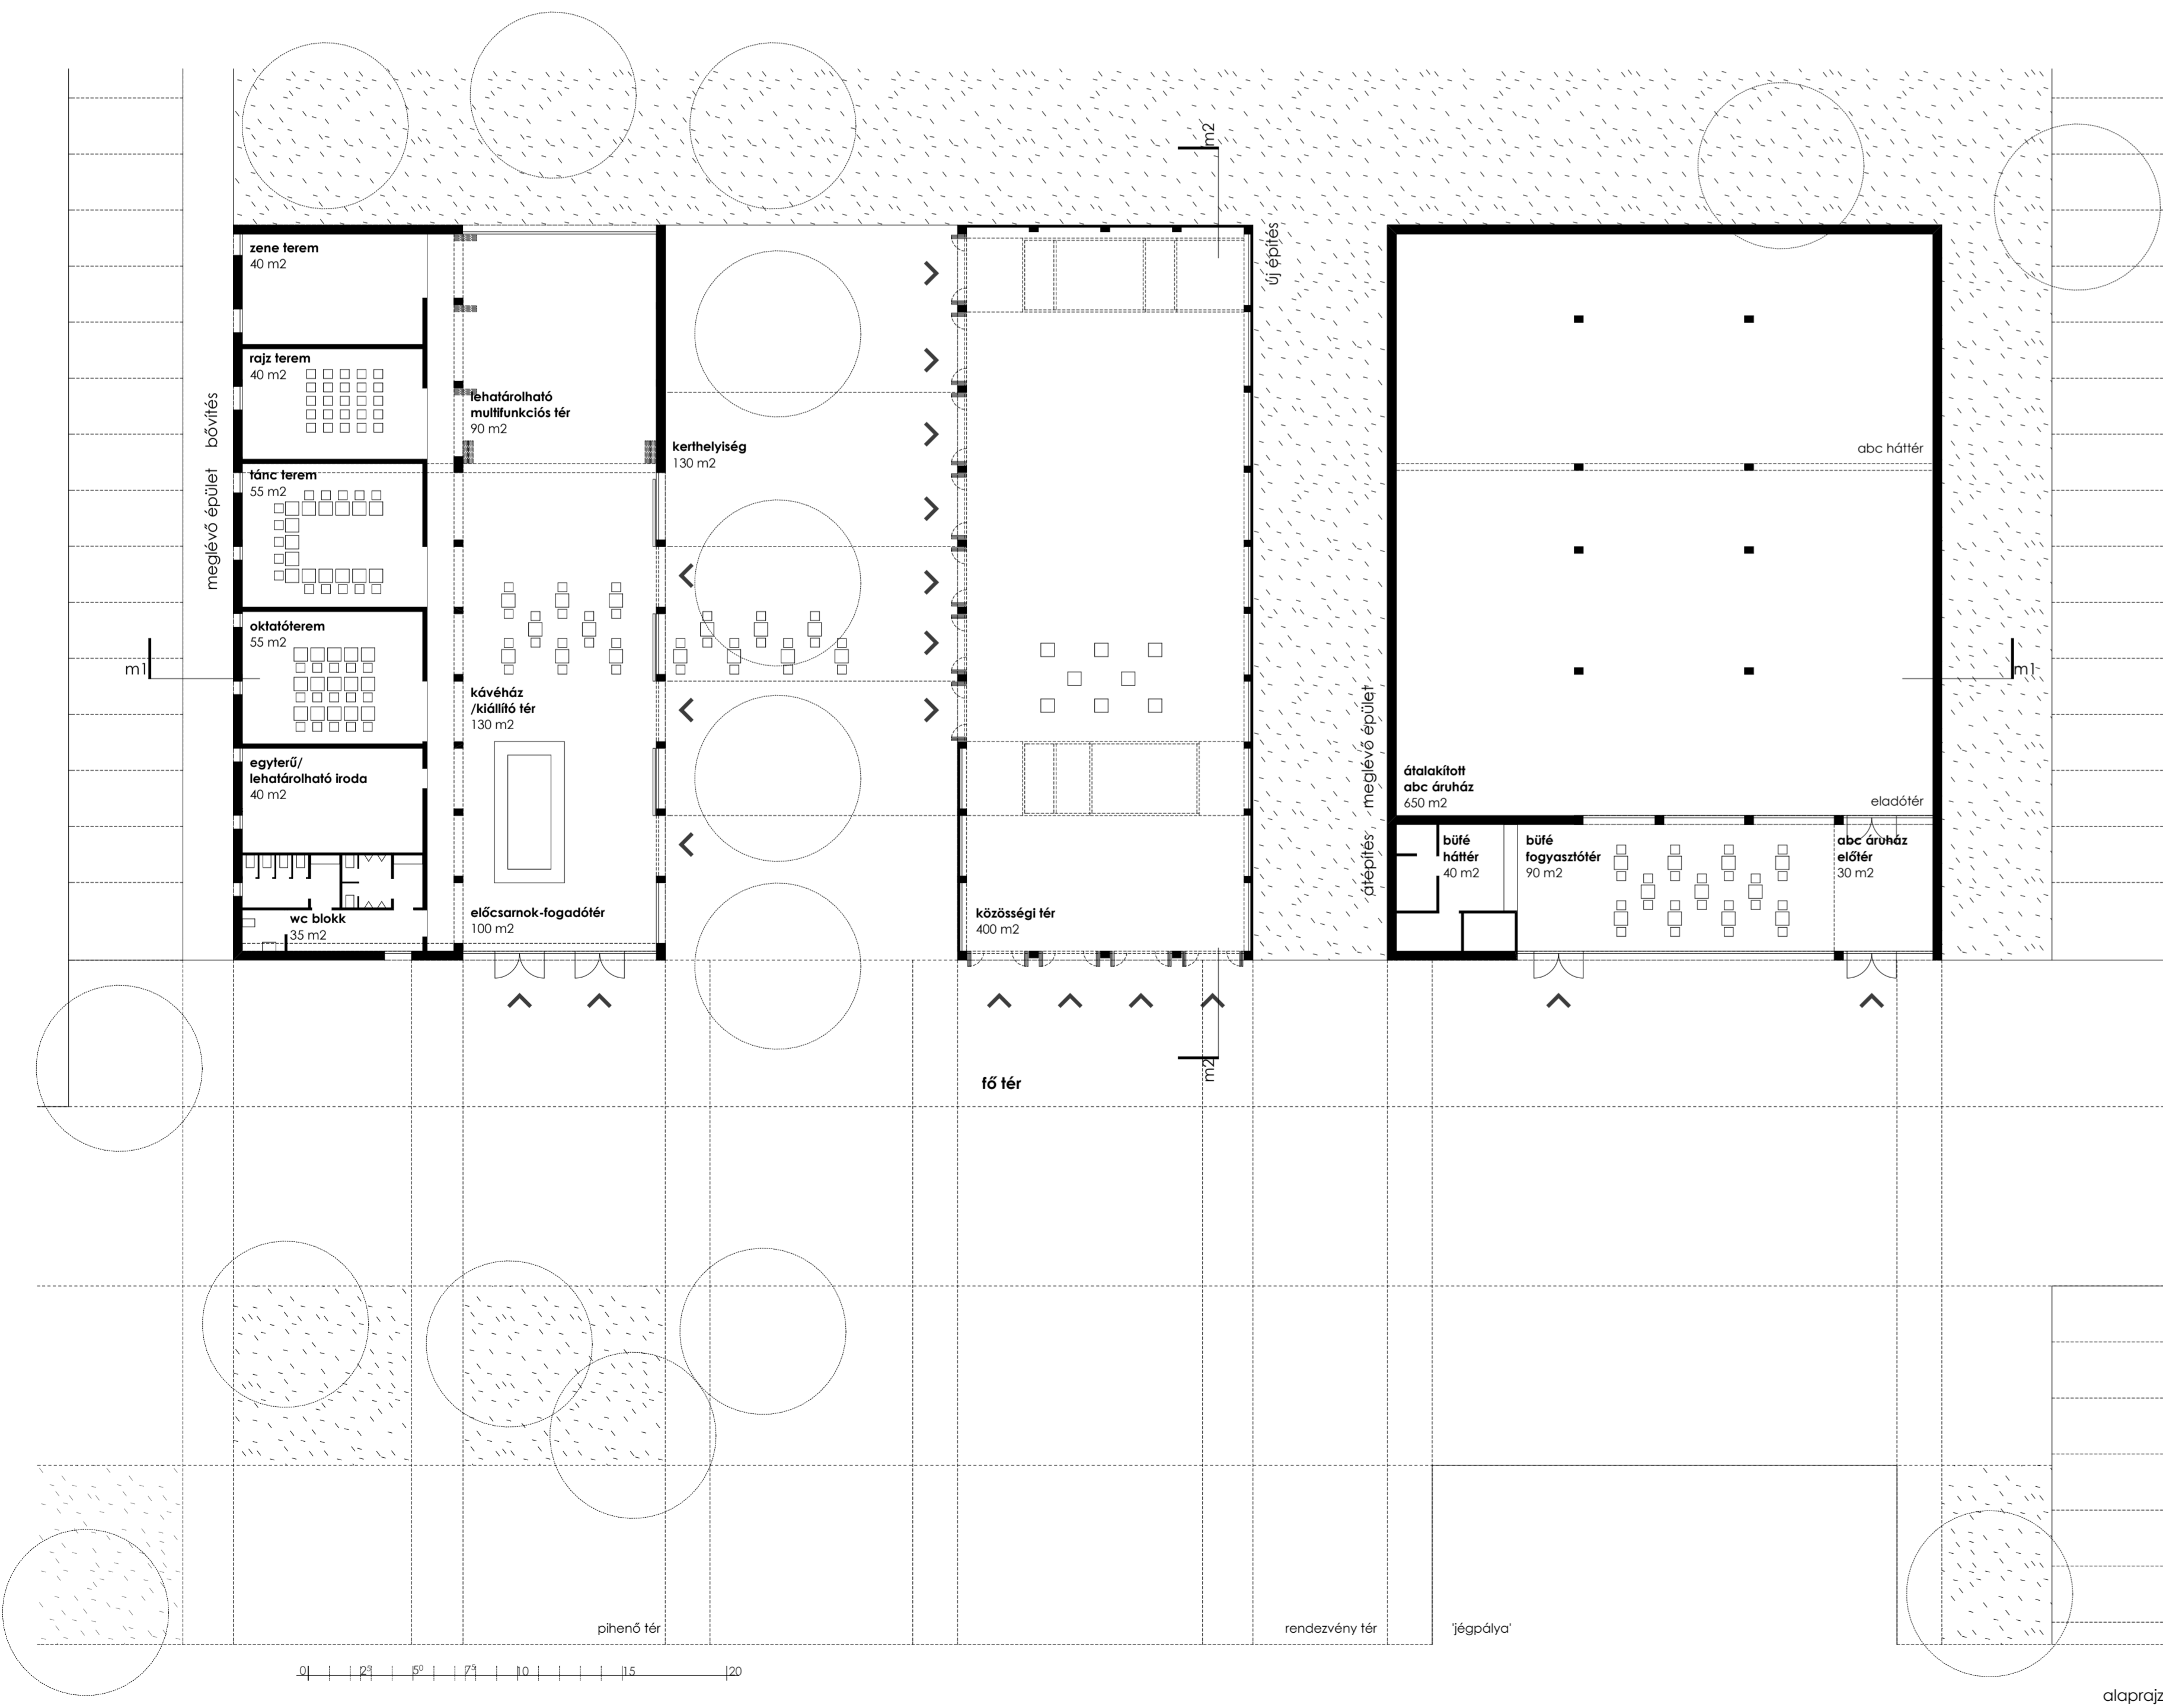 m2
új építés
zene terem
40 m2
rajz terem
40 m2
bővítés
meglévő épület
tánc terem
55 m2
oktatóterem
55 m2
m1
egyterű/
lehatárolható iroda
40 m2
wc blokk
35 m2
lehatárolható
multifunkciós tér
90 m2
kávéház
/kiállító tér
130 m2
előcsarnok-fogadótér
100 m2
kerthelyiség
130 m2
közösségi tér
400 m2
abc háttér
m1
meglévő épület
átépítés
átalakított
abc áruház
650 m2
eladótér
büfé
háttér
40 m2
büfé
fogyasztótér
90 m2
abc áruház
előtér
30 m2
m2
fő tér
pihenő tér
rendezvény tér
'jégpálya'
0 2⁵ 5⁰ 7⁵ 10 15 20
alaprajz